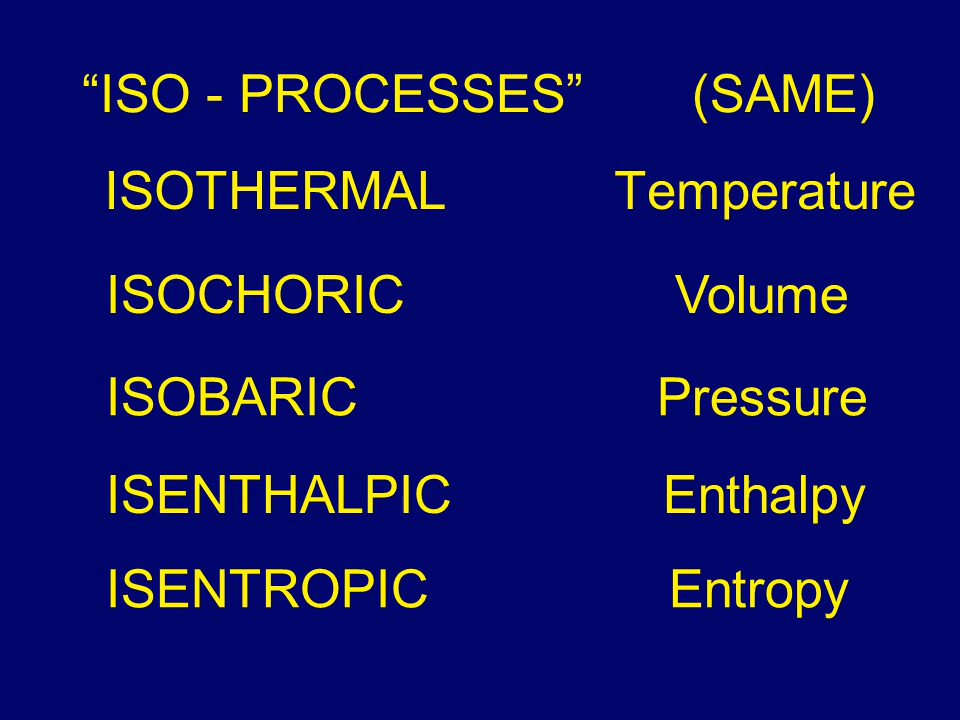 “ISO - PROCESSES” (SAME)
ISOTHERMAL Temperature
ISOCHORIC Volume
ISOBARIC Pressure
ISENTHALPIC Enthalpy
ISENTROPIC Entropy